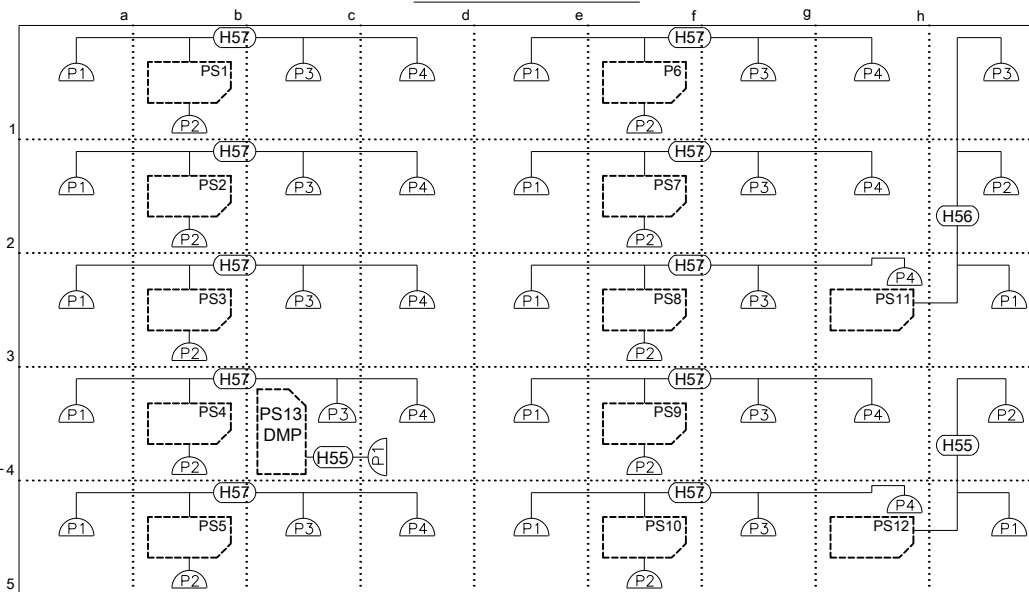 a b c d e f g h
H57 H57
P1 PS1 P3 P4 P1 P6 P3 P4 P3
P2 P2
1
H57 H57
P1 PS2 P3 P4 P1 PS7 P3 P4 P2
P2 P2 H56
2
H57 H57
P1 PS3 P3 P4 P1 PS8 P3 P4 PS11 P1
P2 P2
3
H57 H57
P1 PS4 PS13 P3 P4 P1 PS9 P3 P4 P2
DMP
P2 H55 P1 P2 H55
4
H57 H57
P1 PS5 P3 P4 P1 PS10 P3 P4 PS12 P1
P2 P2
5